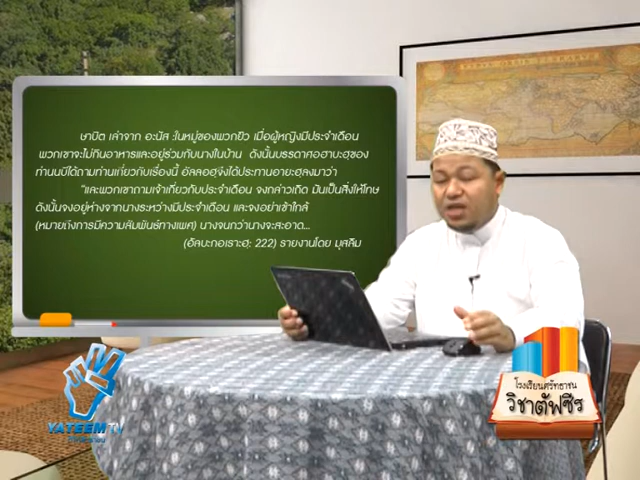 ษาบิต เล่าจาก อะนัส :ในหมู่ของพวกยิว เมื่อผู้หญิงมีประจำเดือน
พวกเขาจะไม่กินอาหารและอยู่ร่วมกับนางในบ้าน ดังนั้นบรรดาศอฮาบะฮฺของ
ท่านนบีได้ถามท่านเกี่ยวกับเรื่องนี้ อัลลอฮฺจึงได้ประทานอายะฮฺลงมาว่า
"และพวกเขาถามเจ้าเกี่ยวกับประจำเดือน จงกล่าวเถิด มันเป็นสิ่งให้โทษ
ดังนั้นจงอยู่ห่างจากนางระหว่างมีประจำเดือน และจงอย่าเข้าใกล้
(หมายถึงการมีความสัมพันธ์ทางเพศ) นางจนกว่านางจะสะอาด...
(อัลบะกอเราะฮฺ: 222) รายงานโดย มุสลิม
โรงเรียนศรัทธาชน
วิชาตัฟซีร
YATEEM TV